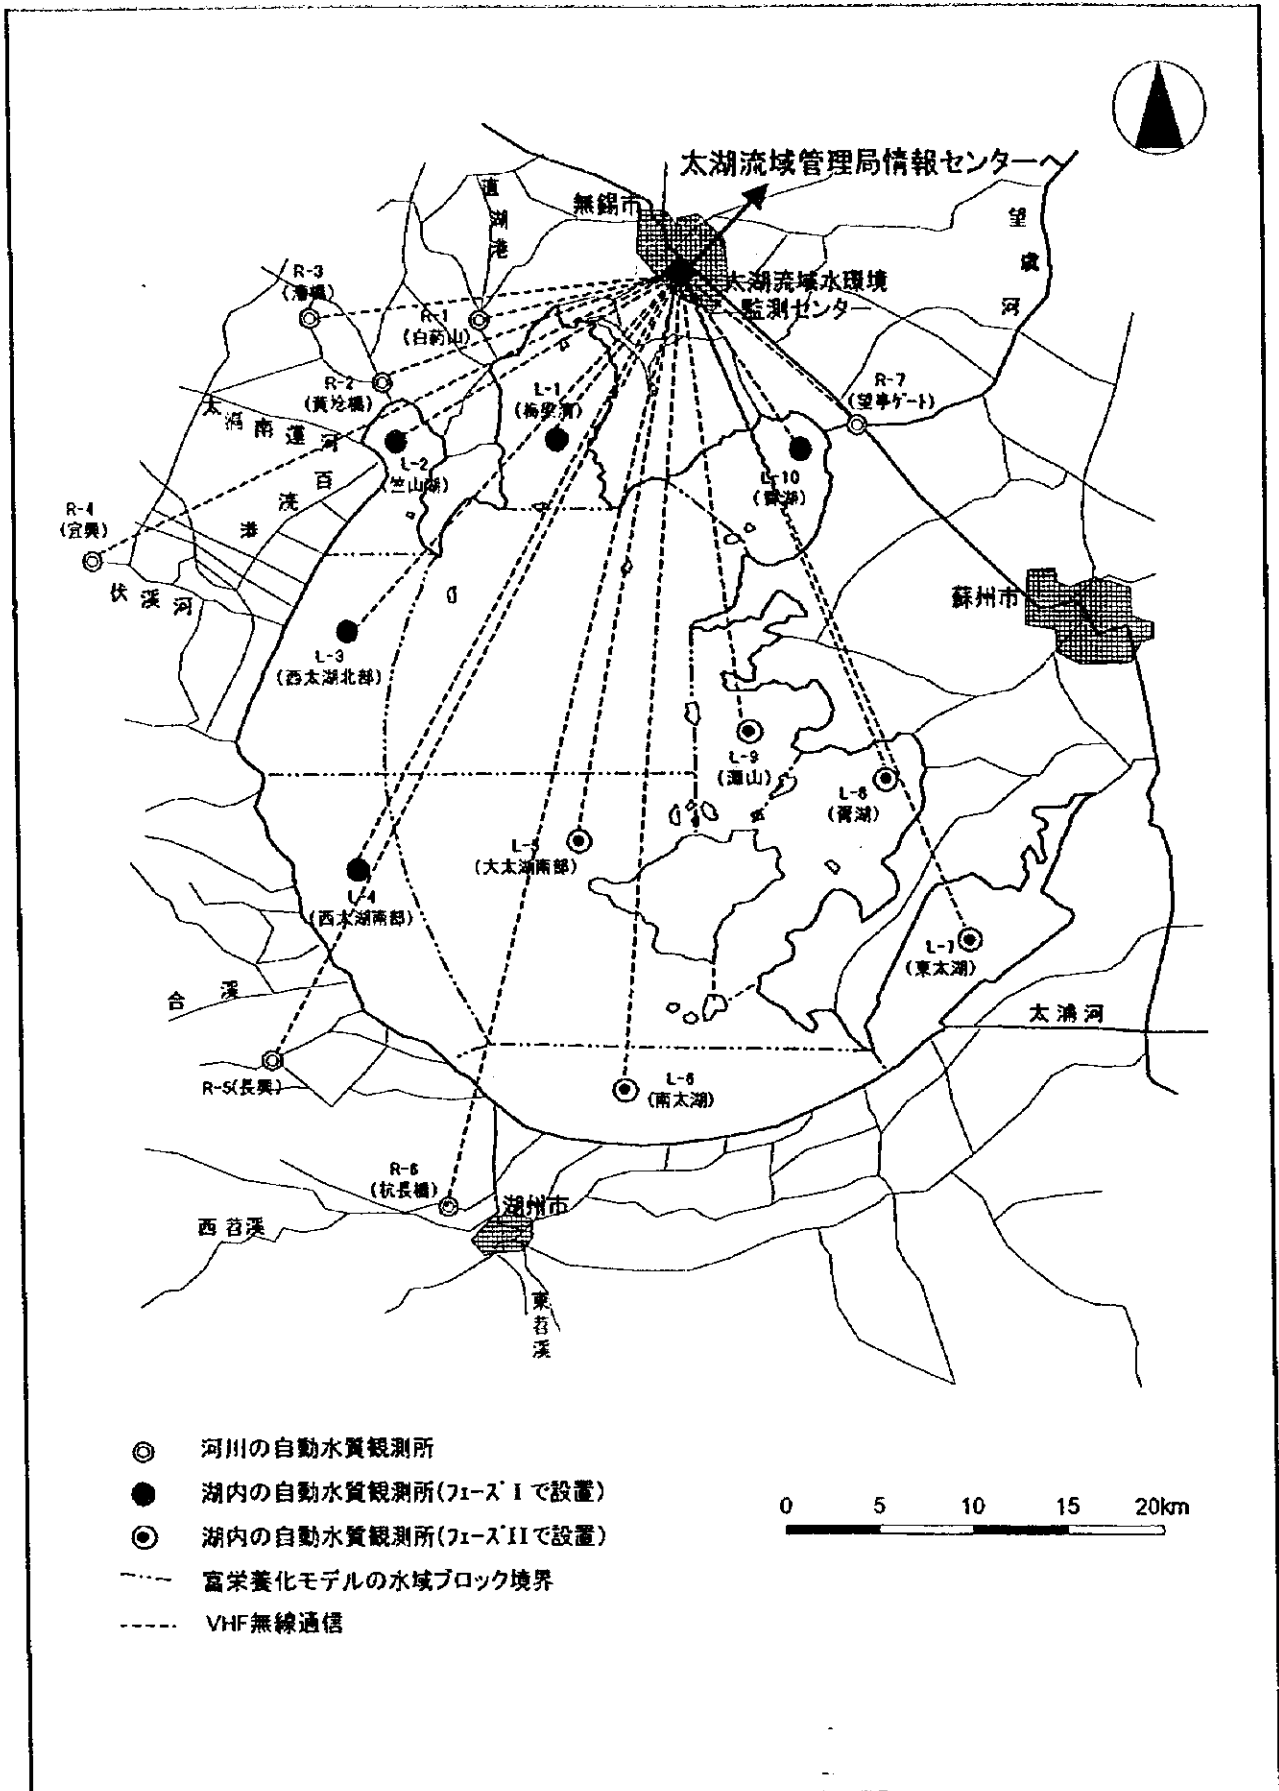 太湖流域管理局情報センターへ
無錫市
直湖港
望虞河
太湖流域水環境
監測センター
R-3
(漕橋)
R-1
(白芍山)
R-2
(黄埝橋)
L-1
(梅梁湖)
R-7
(望亭ゲート)
太滆南運河
L-2
(竺山湖)
L-10
(貢湖)
百瀆港
R-4
(宜興)
伏溪河
蘇州市
L-3
(西太湖北部)
L-9
(漫山)
L-8
(胥湖)
L-5
(大太湖南部)
L-4
(西太湖南部)
L-7
(東太湖)
合溪
太浦河
R-5(長興)
L-6
(南太湖)
R-6
(杭長橋)
湖州市
西苕溪
東苕溪
河川の自動水質観測所
湖内の自動水質観測所(フェーズIで設置)
湖内の自動水質観測所(フェーズIIで設置)
富栄養化モデルの水域ブロック境界
VHF無線通信
0 5 10 15 20km